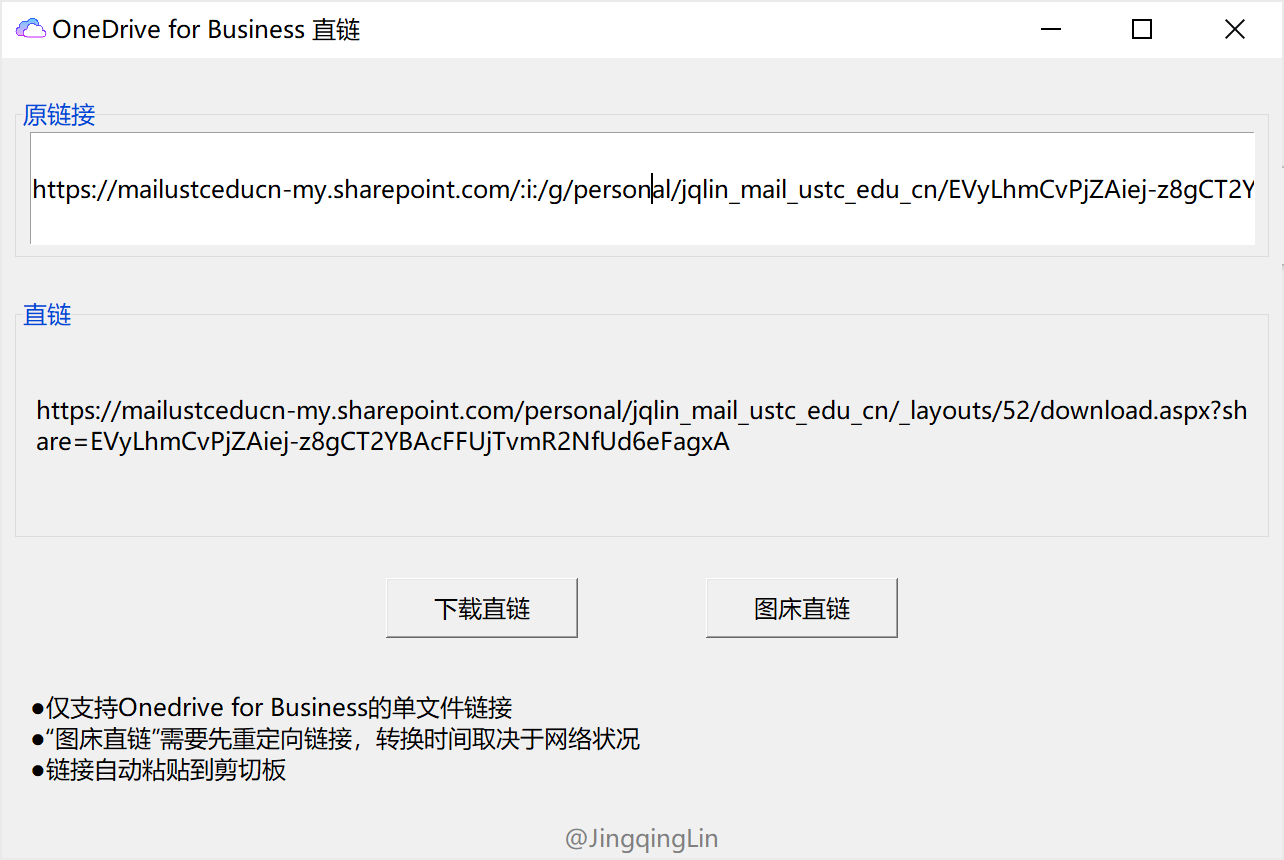 OneDrive for Business 直链
原链接
https://mailustceducn-my.sharepoint.com/:i:/g/personal/jqlin_mail_ustc_edu_cn/EVyLhmCvPjZAiej-z8gCT2Y
直链
https://mailustceducn-my.sharepoint.com/personal/jqlin_mail_ustc_edu_cn/_layouts/52/download.aspx?sh
are=EVyLhmCvPjZAiej-z8gCT2YBAcFFUjTvmR2NfUd6eFagxA
下载直链 图床直链
●仅支持Onedrive for Business的单文件链接
●“图床直链”需要先重定向链接，转换时间取决于网络状况
●链接自动粘贴到剪切板
@JingqingLin